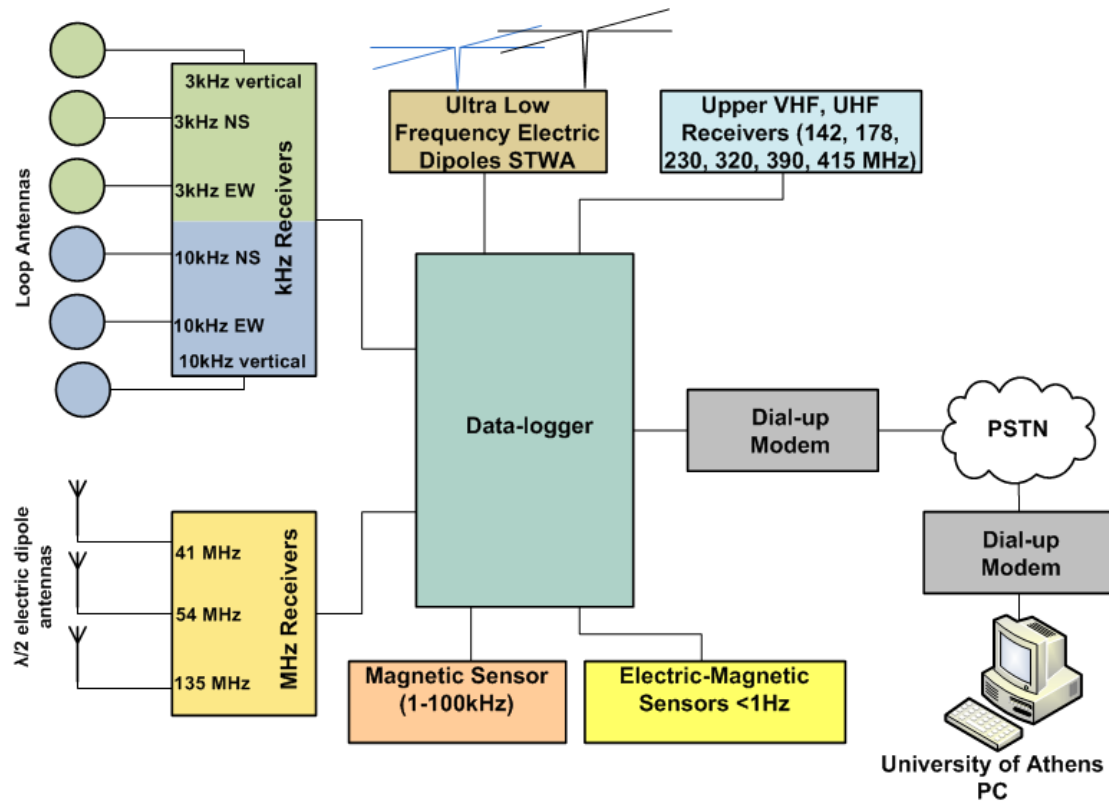 Loop Antennas
3kHz vertical
3kHz NS
3kHz EW
10kHz NS
10kHz EW
10kHz vertical
kHz Receivers
Ultra Low
Frequency Electric
Dipoles STWA
Upper VHF, UHF
Receivers (142, 178,
230, 320, 390, 415 MHz)
Data-logger
Dial-up
Modem
PSTN
Dial-up
Modem
University of Athens
PC
λ/2 electric dipole
antennas
41 MHz
54 MHz
135 MHz
MHz Receivers
Magnetic Sensor
(1-100kHz)
Electric-Magnetic
Sensors <1Hz